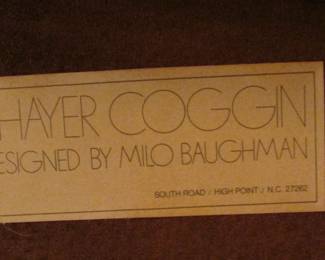 HAYER COGGIN
ESIGNED BY MILO BAUGHMAN
SOUTH ROAD / HIGH POINT / N.C. 27262